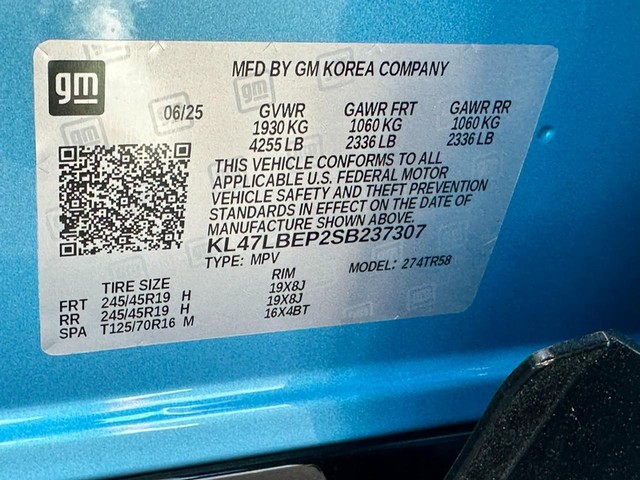 gm
MFD BY GM KOREA COMPANY
06/25 GVWR GAWR FRT GAWR RR
1930 KG 1060 KG 1060 KG
4255 LB 2336 LB 2336 LB
THIS VEHICLE CONFORMS TO ALL
APPLICABLE U.S. FEDERAL MOTOR
VEHICLE SAFETY AND THEFT PREVENTION
STANDARDS IN EFFECT ON THE DATE OF
MANUFACTURE SHOWN ABOVE.
KL47LBEP2SB237307
TYPE: MPV MODEL: 274TR58
TIRE SIZE RIM
FRT 245/45R19 H 19X8J
RR 245/45R19 H 19X8J
SPA T125/70R16 M 16X4BT